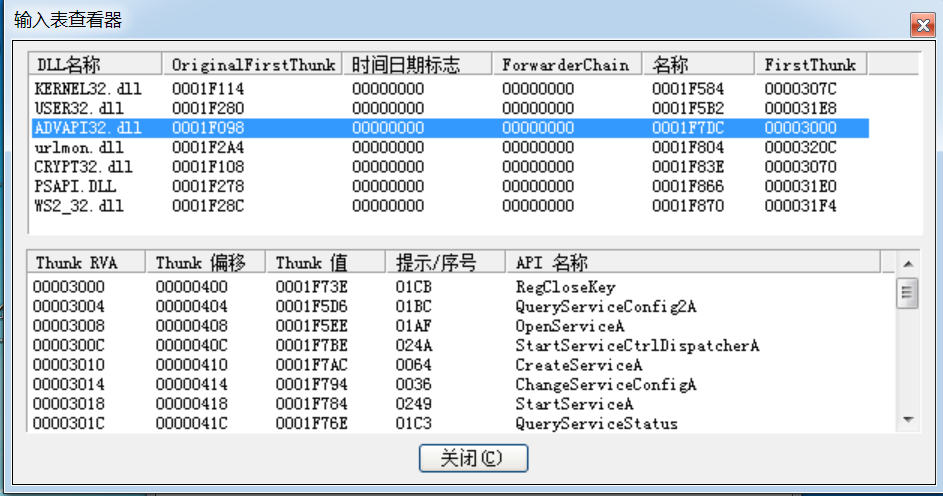 输入表查看器
DLL名称 OriginalFirstThunk 时间日期标志 ForwarderChain 名称 FirstThunk
KERNEL32.dll 0001F114 00000000 00000000 0001F584 0000307C
USER32.dll 0001F280 00000000 00000000 0001F5B2 000031E8
ADVAPI32.dll 0001F098 00000000 00000000 0001F7DC 00003000
urlmon.dll 0001F2A4 00000000 00000000 0001F804 0000320C
CRYPT32.dll 0001F108 00000000 00000000 0001F83E 00003070
PSAPI.DLL 0001F278 00000000 00000000 0001F866 000031E0
WS2_32.dll 0001F28C 00000000 00000000 0001F870 000031F4
Thunk RVA Thunk 偏移 Thunk 值 提示/序号 API 名称
00003000 00000400 0001F73E 01CB RegCloseKey
00003004 00000404 0001F5D6 01BC QueryServiceConfig2A
00003008 00000408 0001F5EE 01AF OpenServiceA
0000300C 0000040C 0001F7BE 024A StartServiceCtrlDispatcherA
00003010 00000410 0001F7AC 0064 CreateServiceA
00003014 00000414 0001F794 0036 ChangeServiceConfigA
00003018 00000418 0001F784 0249 StartServiceA
0000301C 0000041C 0001F76E 01C3 QueryServiceStatus
关闭(C)